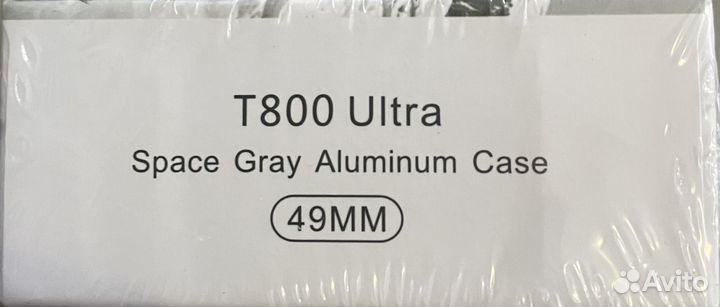 T800 Ultra
Space Gray Aluminum Case
49MM
Avito